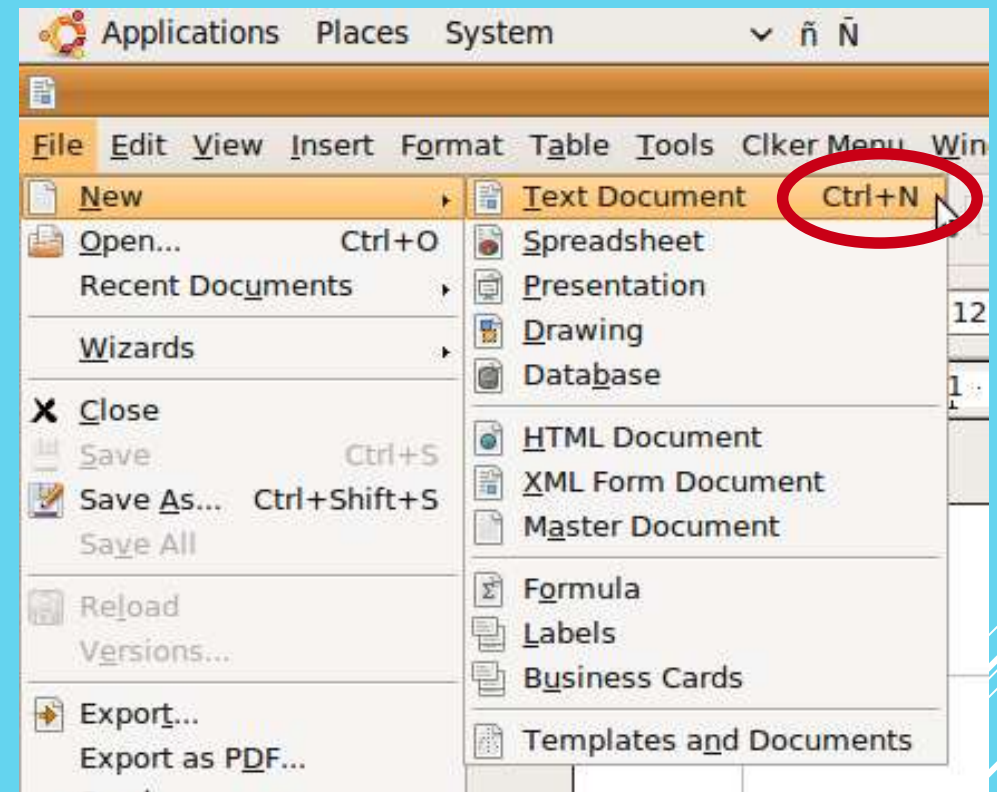 Applications Places System ñ Ñ
File Edit View Insert Format Table Tools Clker Menu Win
New
Open... Ctrl+O
Recent Documents
Wizards
Close
Save Ctrl+S
Save As... Ctrl+Shift+S
Save All
Reload
Versions...
Export...
Export as PDF...
Text Document Ctrl+N
Spreadsheet
Presentation
Drawing
Database
HTML Document
XML Form Document
Master Document
Formula
Labels
Business Cards
Templates and Documents
12
1